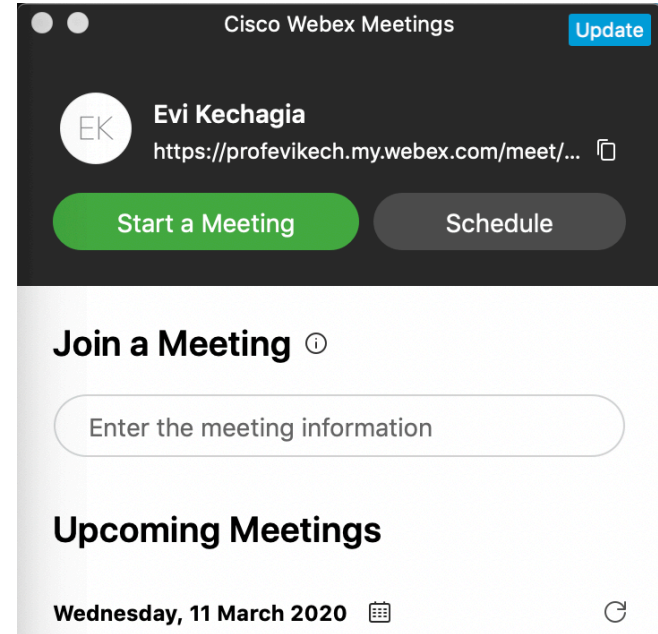 Cisco Webex Meetings
Update
EK
Evi Kechagia
https://profevikech.my.webex.com/meet/...
Start a Meeting
Schedule
Join a Meeting
Enter the meeting information
Upcoming Meetings
Wednesday, 11 March 2020